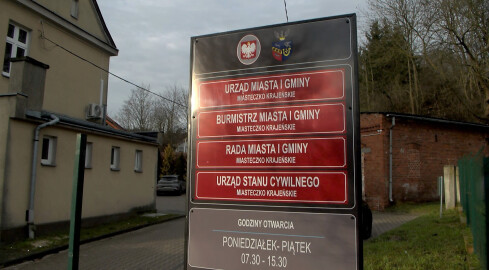 URZĄD MIASTA I GMINY
MIASTECZKO KRAJEŃSKIE
BURMISTRZ MIASTA I GMINY
MIASTECZKO KRAJEŃSKIE
RADA MIASTA I GMINY
MIASTECZKO KRAJEŃSKIE
URZĄD STANU CYWILNEGO
MIASTECZKO KRAJEŃSKIE
GODZINY OTWARCIA
PONIEDZIAŁEK- PIĄTEK
07.30 - 15.30